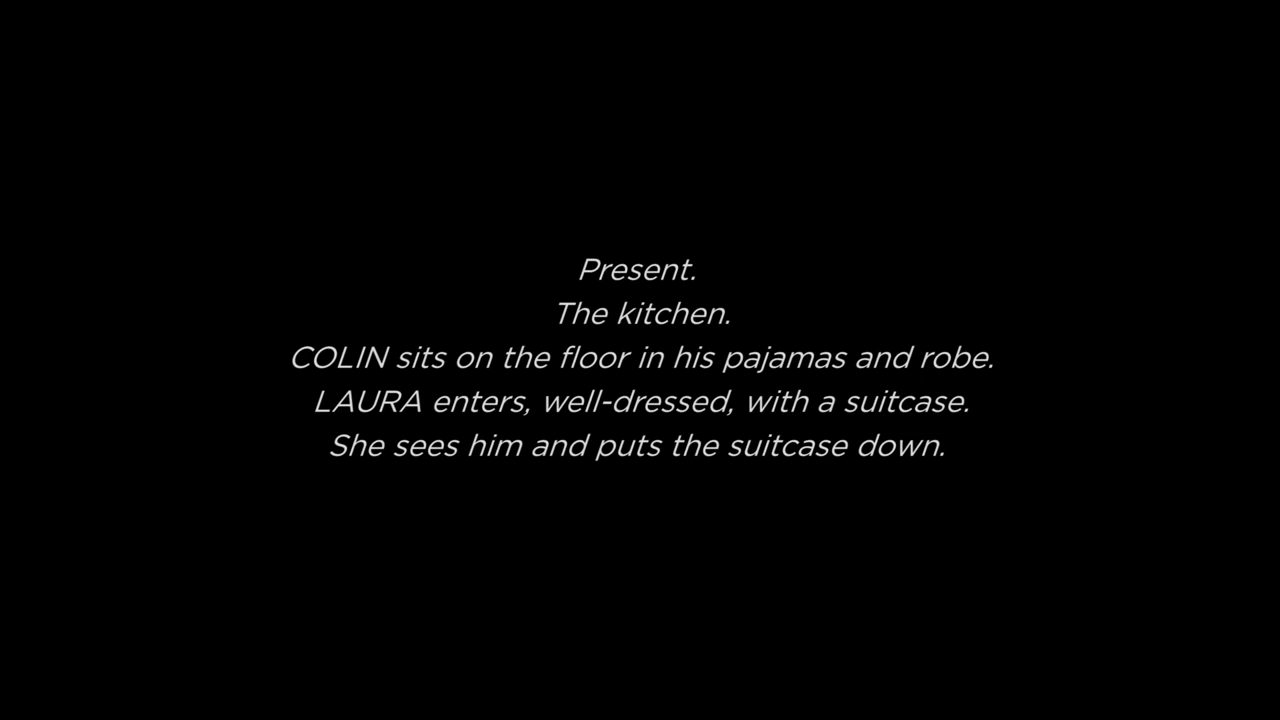 Present.
The kitchen.
COLIN sits on the floor in his pajamas and robe.
LAURA enters, well-dressed, with a suitcase.
She sees him and puts the suitcase down.